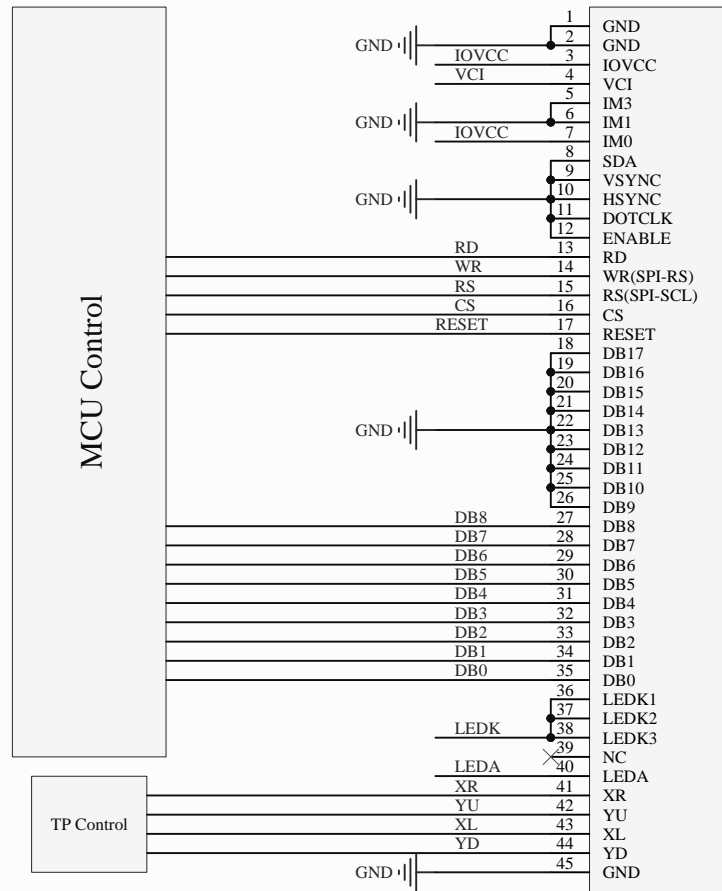 MCU Control
TP Control
1 GND
GND 2 GND
IOVCC 3 IOVCC
VCI 4 VCI
5 IM3
GND 6 IM1
IOVCC 7 IM0
8 SDA
9 VSYNC
GND 10 HSYNC
11 DOTCLK
12 ENABLE
RD 13 RD
WR 14 WR(SPI-RS)
RS 15 RS(SPI-SCL)
CS 16 CS
RESET 17 RESET
18 DB17
19 DB16
20 DB15
21 DB14
GND 22 DB13
23 DB12
24 DB11
25 DB10
26 DB9
DB8 27 DB8
DB7 28 DB7
DB6 29 DB6
DB5 30 DB5
DB4 31 DB4
DB3 32 DB3
DB2 33 DB2
DB1 34 DB1
DB0 35 DB0
36 LEDK1
37 LEDK2
LEDK 38 LEDK3
39 NC
LEDA 40 LEDA
XR 41 XR
YU 42 YU
XL 43 XL
YD 44 YD
GND 45 GND